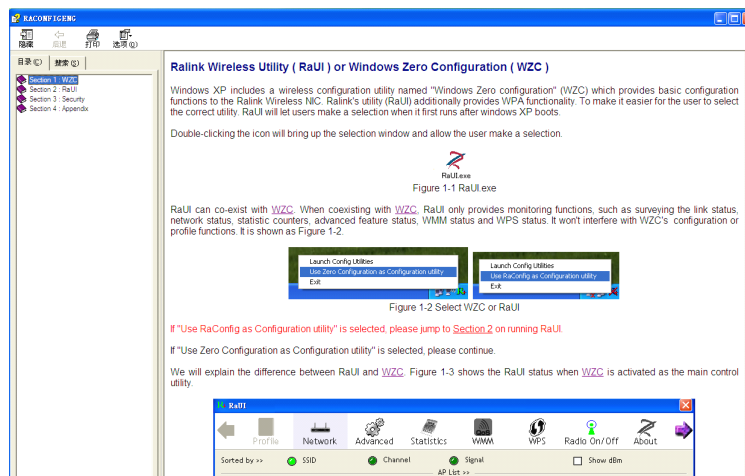 RACONFIGENG
隐藏 后退 打印 选项(O)
目录(C) 搜索(S)
Section 1 : WZC
Section 2 : RaUI
Section 3 : Security
Section 4 : Appendix
Ralink Wireless Utility ( RaUI ) or Windows Zero Configuration ( WZC )
Windows XP includes a wireless configuration utility named "Windows Zero configuration" (WZC) which provides basic configuration
functions to the Ralink Wireless NIC. Ralink's utility (RaUI) additionally provides WPA functionality. To make it easier for the user to select
the correct utility. RaUI will let users make a selection when it first runs after windows XP boots.
Double-clicking the icon will bring up the selection window and allow the user make a selection.
RaUI.exe
Figure 1-1 RaUI.exe
RaUI can co-exist with WZC. When coexisting with WZC, RaUI only provides monitoring functions, such as surveying the link status,
network status, statistic counters, advanced feature status, WMM status and WPS status. It won't interfere with WZC's configuration or
profile functions. It is shown as Figure 1-2.
Launch Config Utilities
Use Zero Configuration as Configuration utility
Exit
Launch Config Utilities
Use RaConfig as Configuration utility
Exit
Figure 1-2 Select WZC or RaUI
If "Use RaConfig as Configuration utility" is selected, please jump to Section 2 on running RaUI.
If "Use Zero Configuration as Configuration utility" is selected, please continue.
We will explain the difference between RaUI and WZC. Figure 1-3 shows the RaUI status when WZC is activated as the main control
utility.
RaUI
Profile Network Advanced Statistics WMM WPS Radio On/Off About
Sorted by >> SSID Channel Signal Show dBm
AP List >>